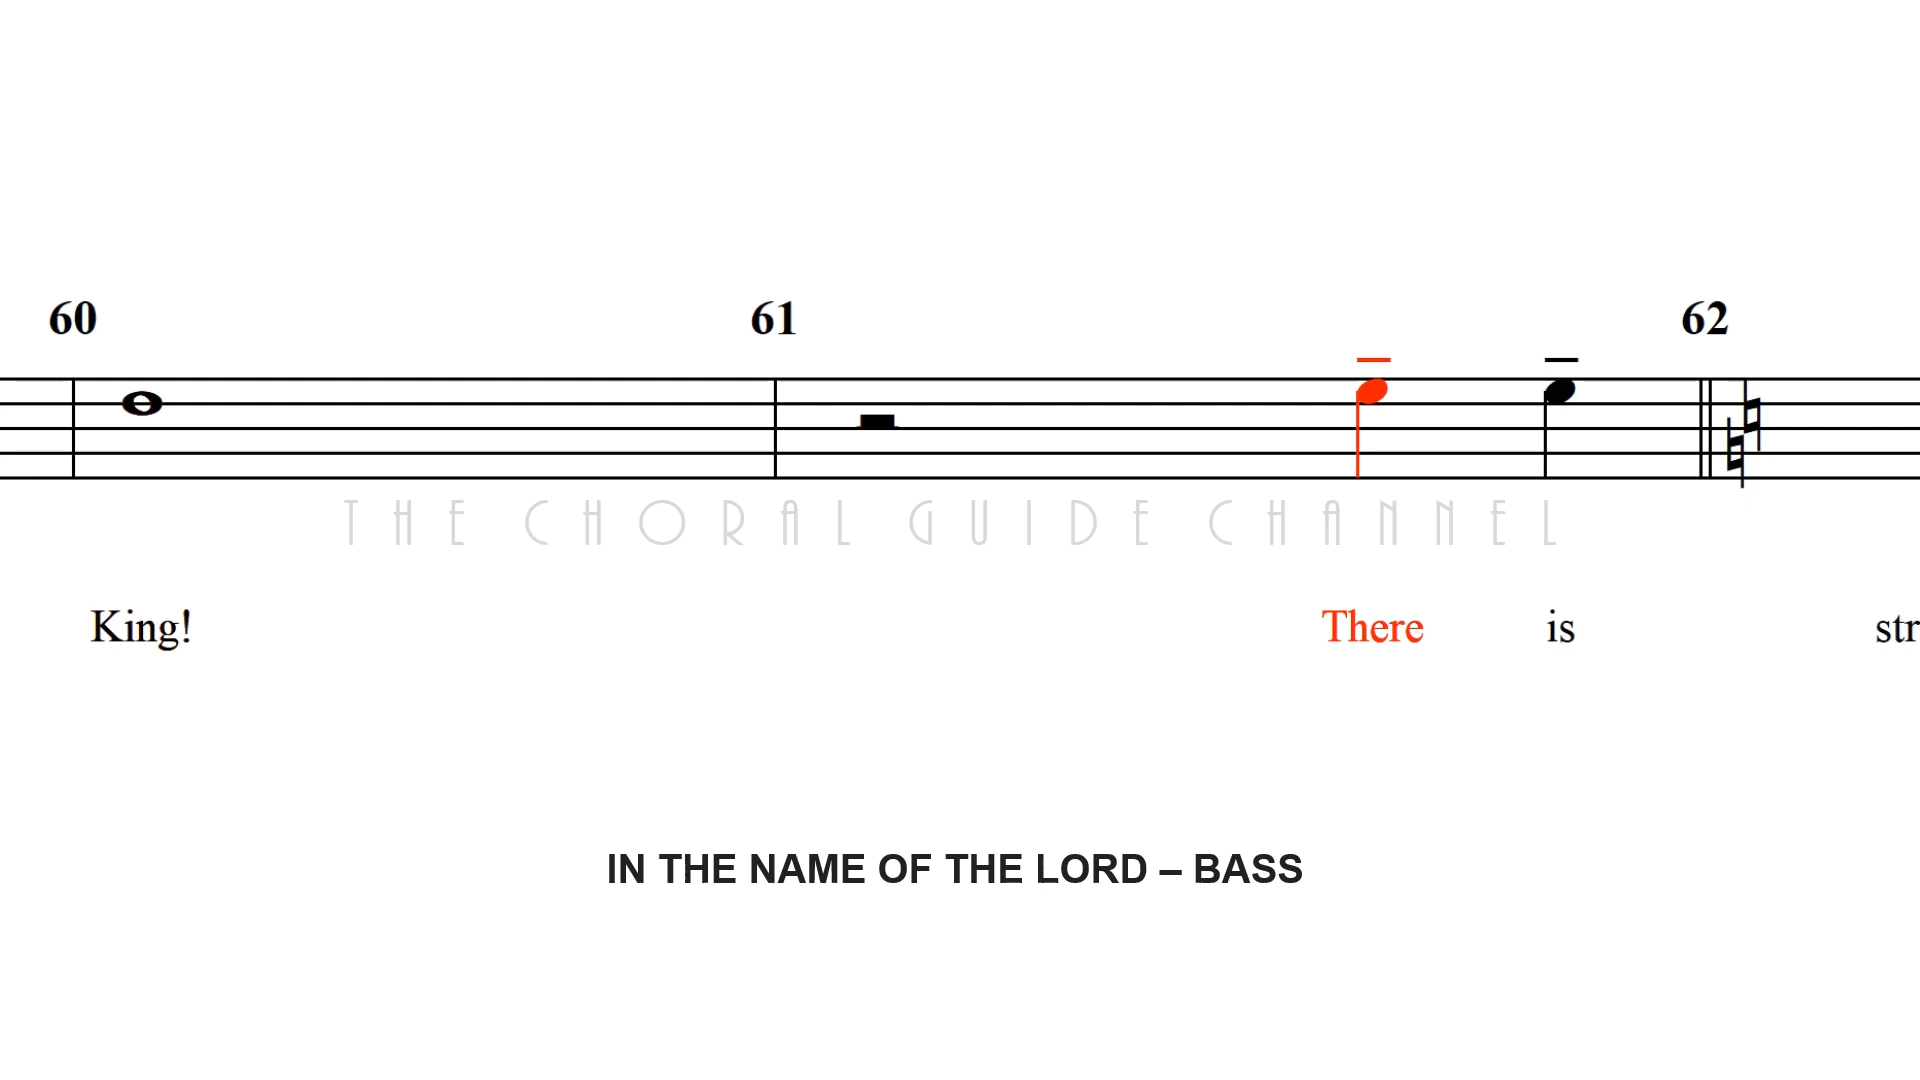 60 61 62
THE CHORAL GUIDE CHANNEL
King! There is str
IN THE NAME OF THE LORD – BASS